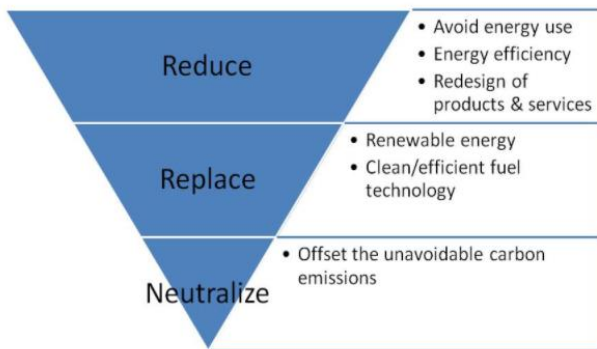 Reduce
• Avoid energy use
• Energy efficiency
• Redesign of
products & services
Replace
• Renewable energy
• Clean/efficient fuel
technology
Neutralize
• Offset the unavoidable carbon
emissions